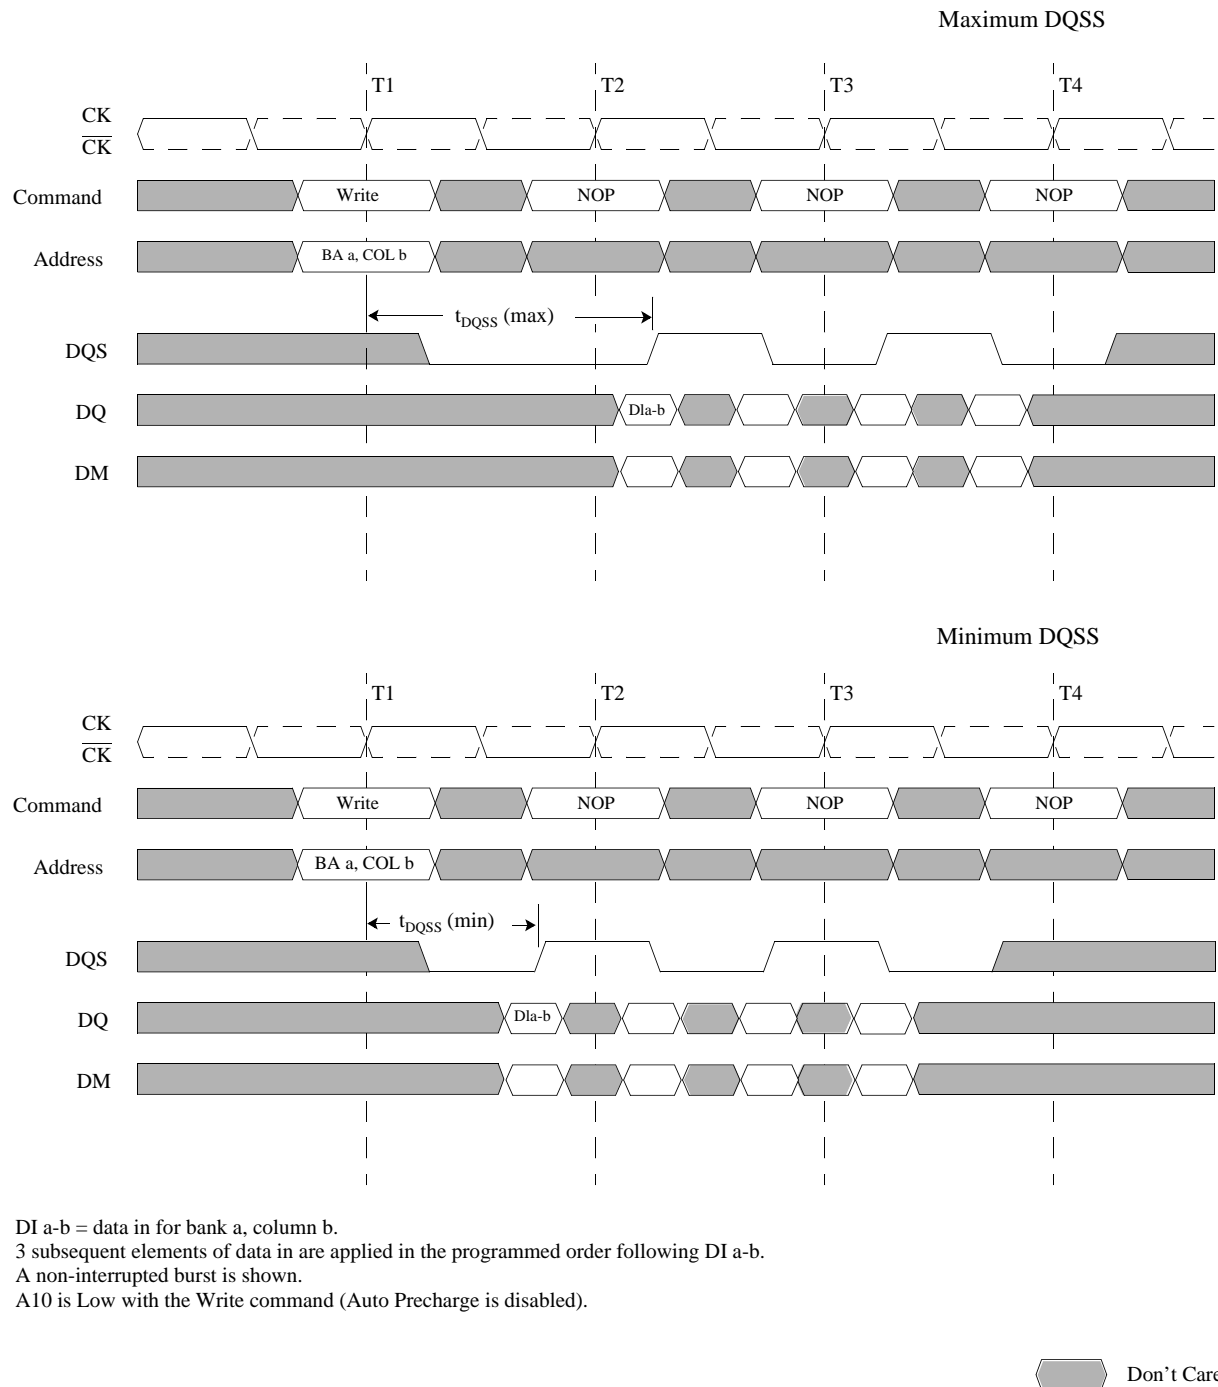 Maximum DQSS
T1 T2 T3 T4
CK
CK
Command Write NOP NOP NOP
Address BA a, COL b
tDQSS (max)
DQS
DQ Dla-b
DM
Minimum DQSS
T1 T2 T3 T4
CK
CK
Command Write NOP NOP NOP
Address BA a, COL b
tDQSS (min)
DQS
DQ Dla-b
DM
DI a-b = data in for bank a, column b.
3 subsequent elements of data in are applied in the programmed order following DI a-b.
A non-interrupted burst is shown.
A10 is Low with the Write command (Auto Precharge is disabled).
Don't Care